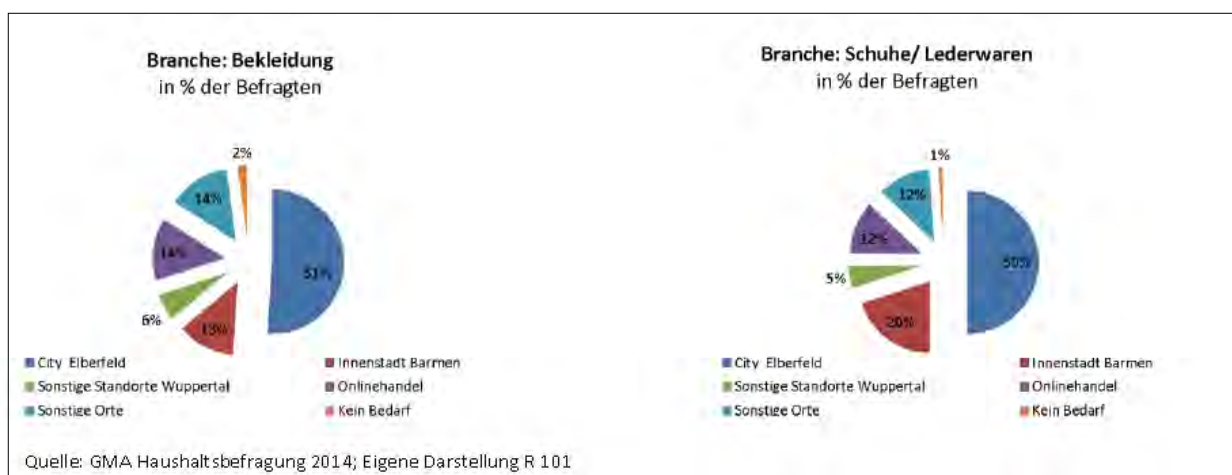 Branche: Bekleidung
in % der Befragten
2%
14%
14%
6%
13%
51%
City Elberfeld
Innenstadt Barmen
Sonstige Standorte Wuppertal
Onlinehandel
Sonstige Orte
Kein Bedarf
Branche: Schuhe/ Lederwaren
in % der Befragten
1%
12%
12%
5%
20%
50%
City Elberfeld
Innenstadt Barmen
Sonstige Standorte Wuppertal
Onlinehandel
Sonstige Orte
Kein Bedarf
Quelle: GMA Haushaltsbefragung 2014; Eigene Darstellung R 101